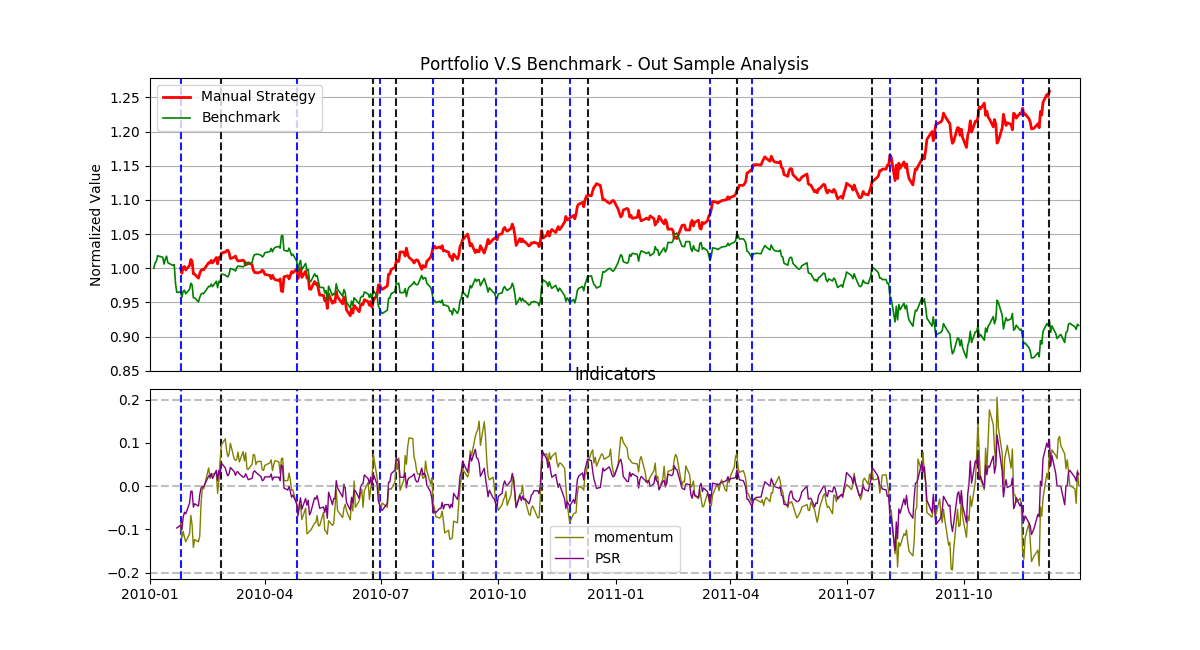 Portfolio V.S Benchmark - Out Sample Analysis
Normalized Value
1.25
1.20
1.15
1.10
1.05
1.00
0.95
0.90
0.85
Manual Strategy
Benchmark
Indicators
0.2
0.1
0.0
−0.1
−0.2
momentum
PSR
2010-01 2010-04 2010-07 2010-10 2011-01 2011-04 2011-07 2011-10